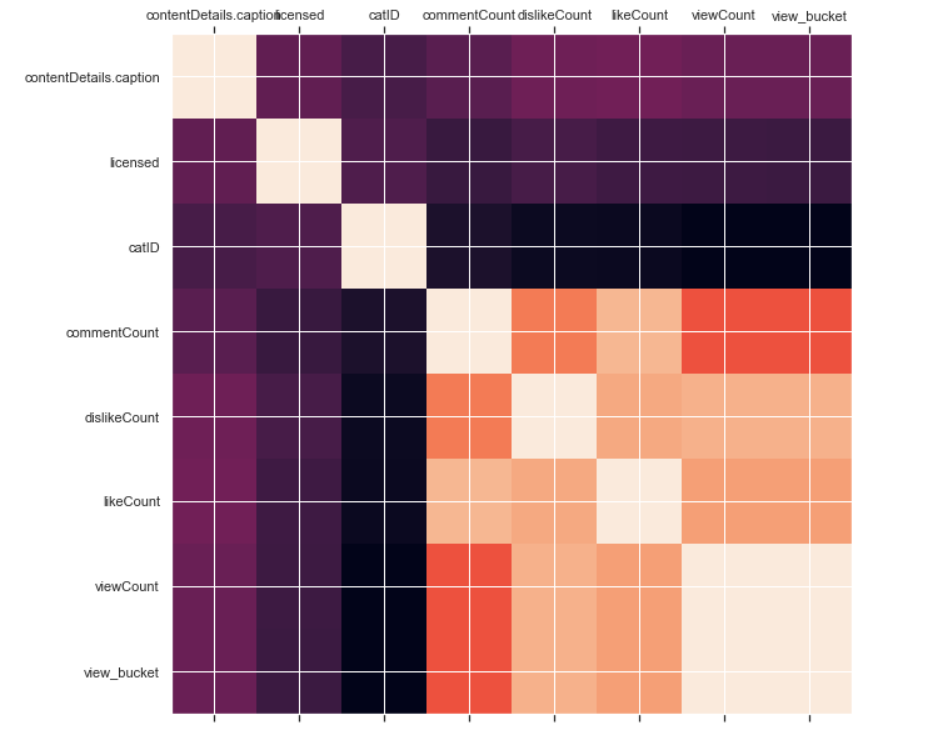 contentDetails.caption licensed catID commentCount dislikeCount likeCount viewCount view_bucket
contentDetails.caption
licensed
catID
commentCount
dislikeCount
likeCount
viewCount
view_bucket